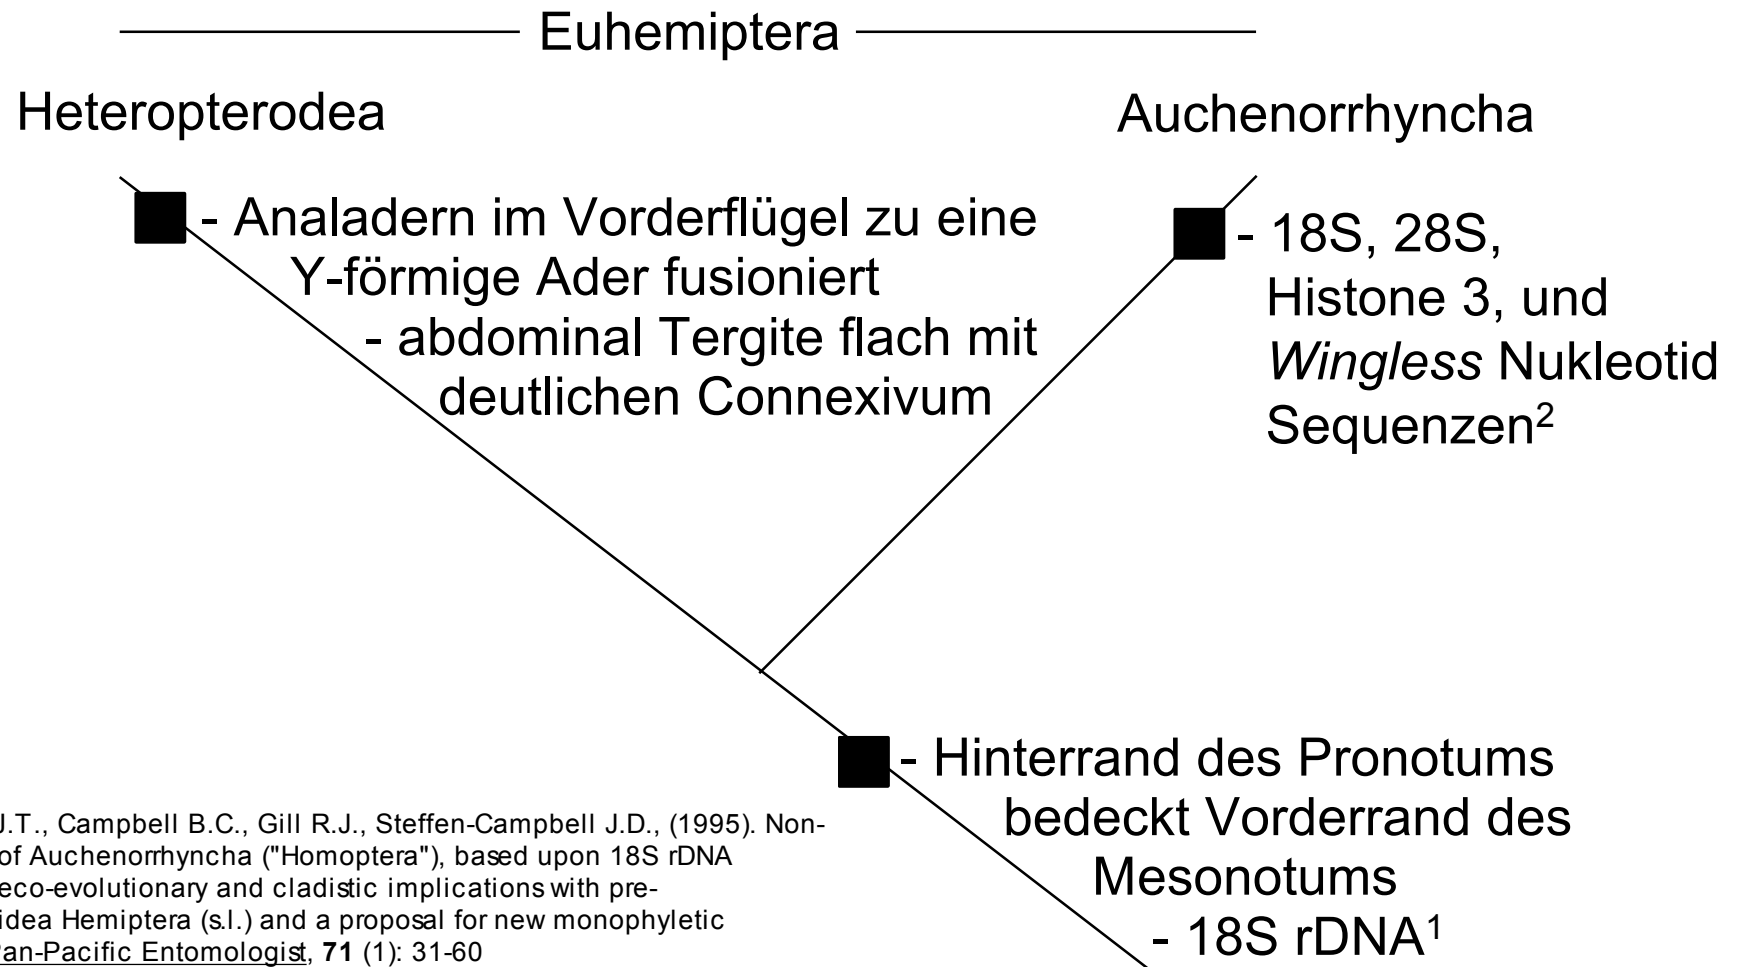 Euhemiptera
Heteropterodea
Auchenorrhyncha
- Analadern im Vorderflügel zu eine
Y-förmige Ader fusioniert
- abdominal Tergite flach mit
deutlichen Connexivum
- 18S, 28S,
Histone 3, und
Wingless Nukleotid
Sequenzen²
- Hinterrand des Pronotums
bedeckt Vorderrand des
Mesonotums
- 18S rDNA¹
J.T., Campbell B.C., Gill R.J., Steffen-Campbell J.D., (1995). Non-
of Auchenorrhyncha ("Homoptera"), based upon 18S rDNA
eco-evolutionary and cladistic implications with pre-
idea Hemiptera (s.l.) and a proposal for new monophyletic
Pan-Pacific Entomologist, 71 (1): 31-60